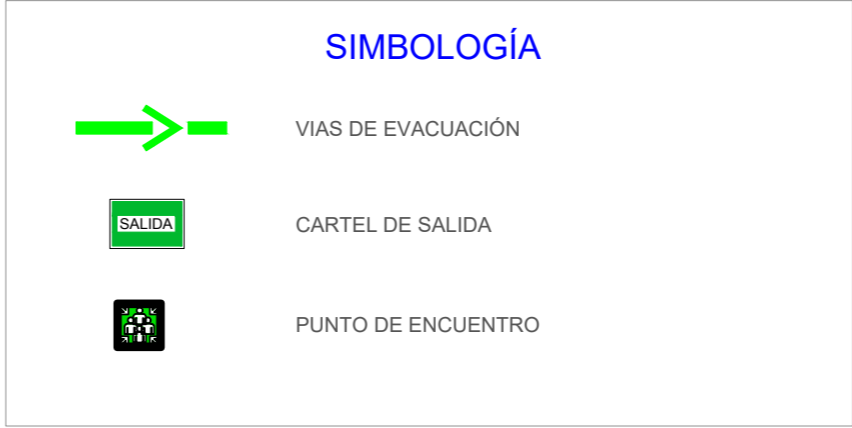 SIMBOLOGÍA
VIAS DE EVACUACIÓN
SALIDA
CARTEL DE SALIDA
PUNTO DE ENCUENTRO